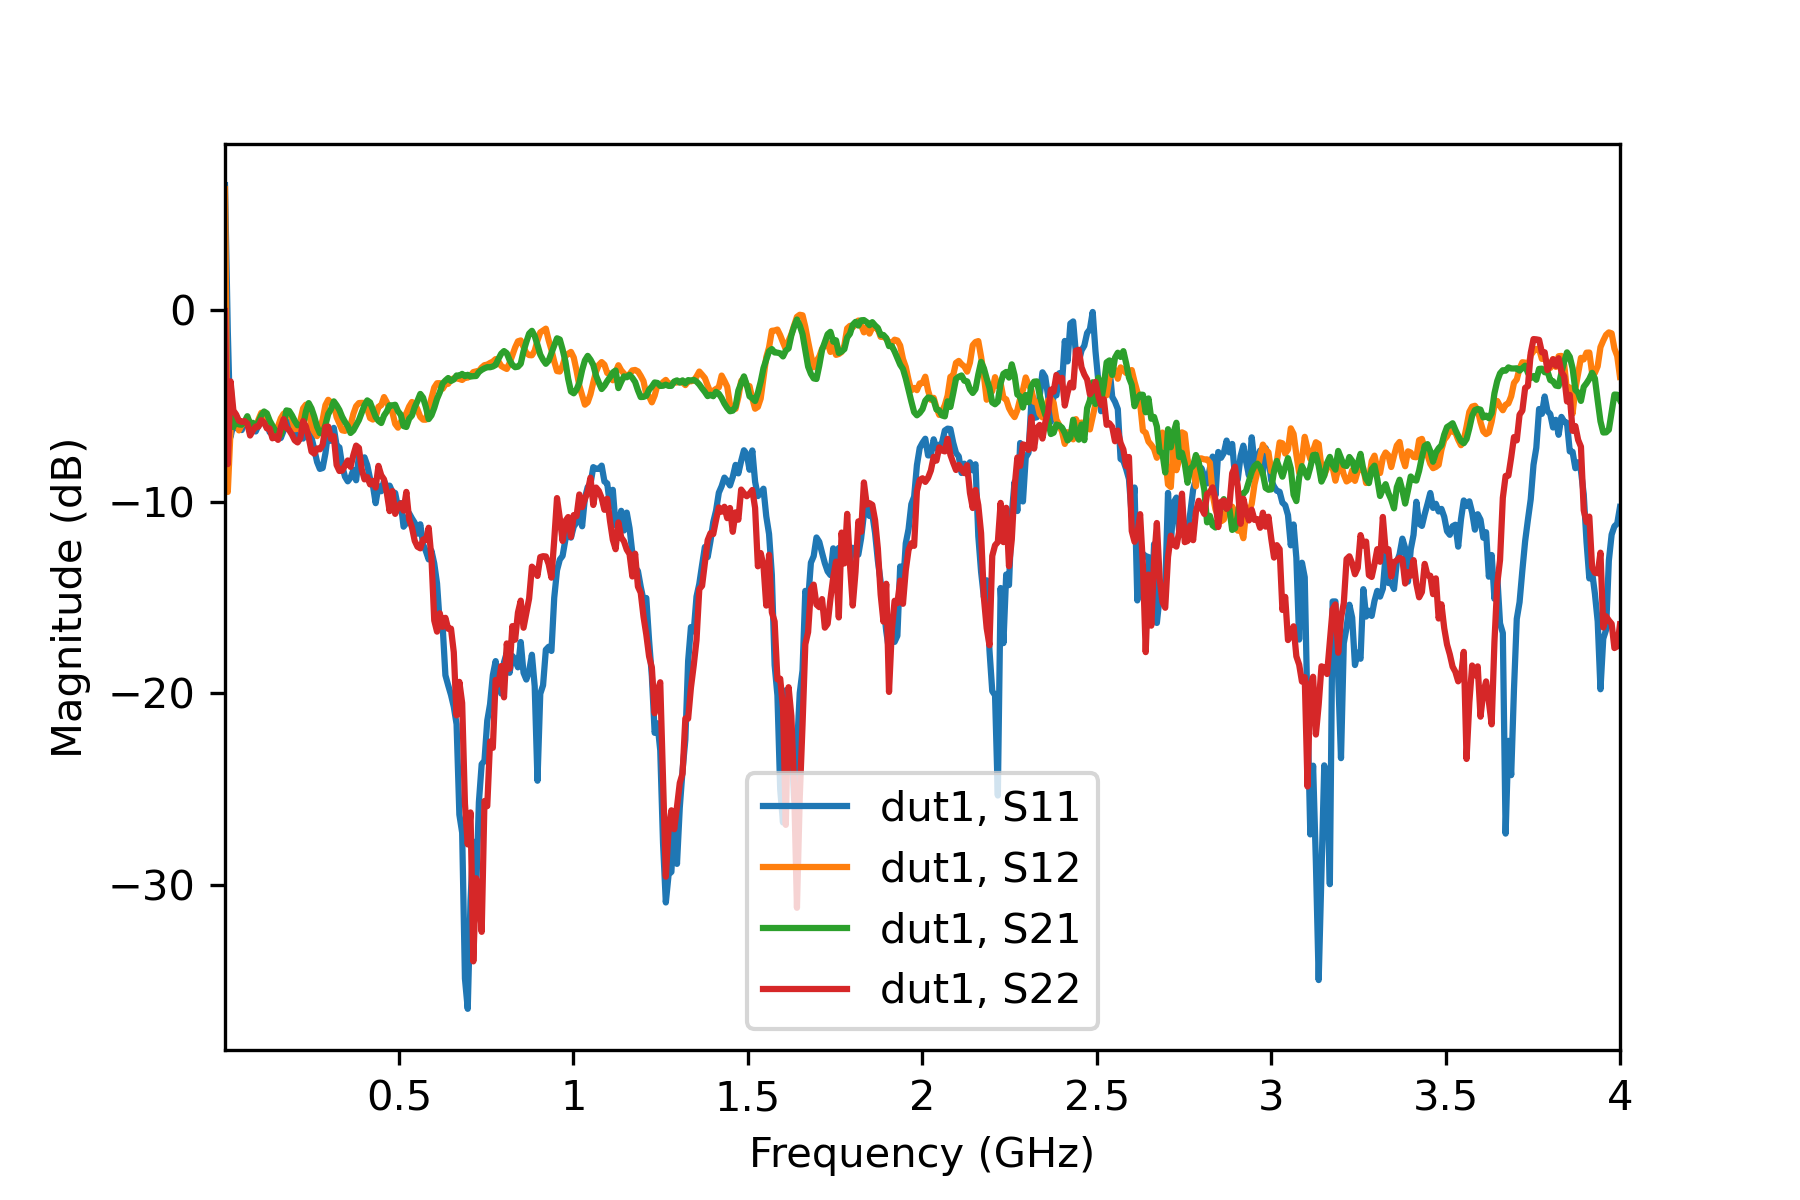 0
−10
−20
−30
Magnitude (dB)
dut1, S11
dut1, S12
dut1, S21
dut1, S22
0.5 1 1.5 2 2.5 3 3.5 4
Frequency (GHz)